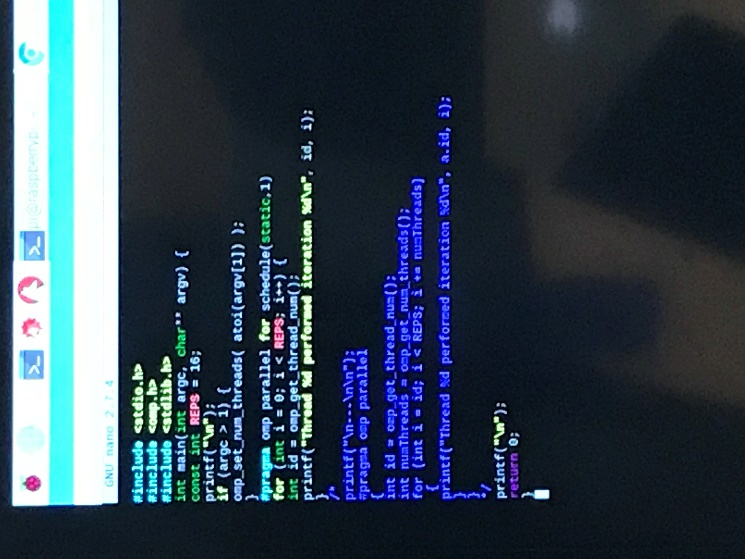 pi@raspberrypi: ~
GNU nano 2.7.4
#include <stdio.h>
#include <omp.h>
#include <stdlib.h>
int main(int argc, char** argv) {
const int REPS = 16;
printf("\n");
if (argc > 1) {
omp_set_num_threads( atoi(argv[1]) );
}
#pragma omp parallel for schedule(static,1)
for (int i = 0; i < REPS; i++) {
int id = omp_get_thread_num();
printf("Thread %d performed iteration %d\n", id, i);
}
/*
printf("\n---\n\n");
#pragma omp parallel
{
int id = omp_get_thread_num();
int numThreads = omp_get_num_threads();
for (int i = id; i < REPS; i += numThreads)
{
printf("Thread %d performed iteration %d\n", a.id, i);
}
}
*/
printf("\n");
return 0;
}